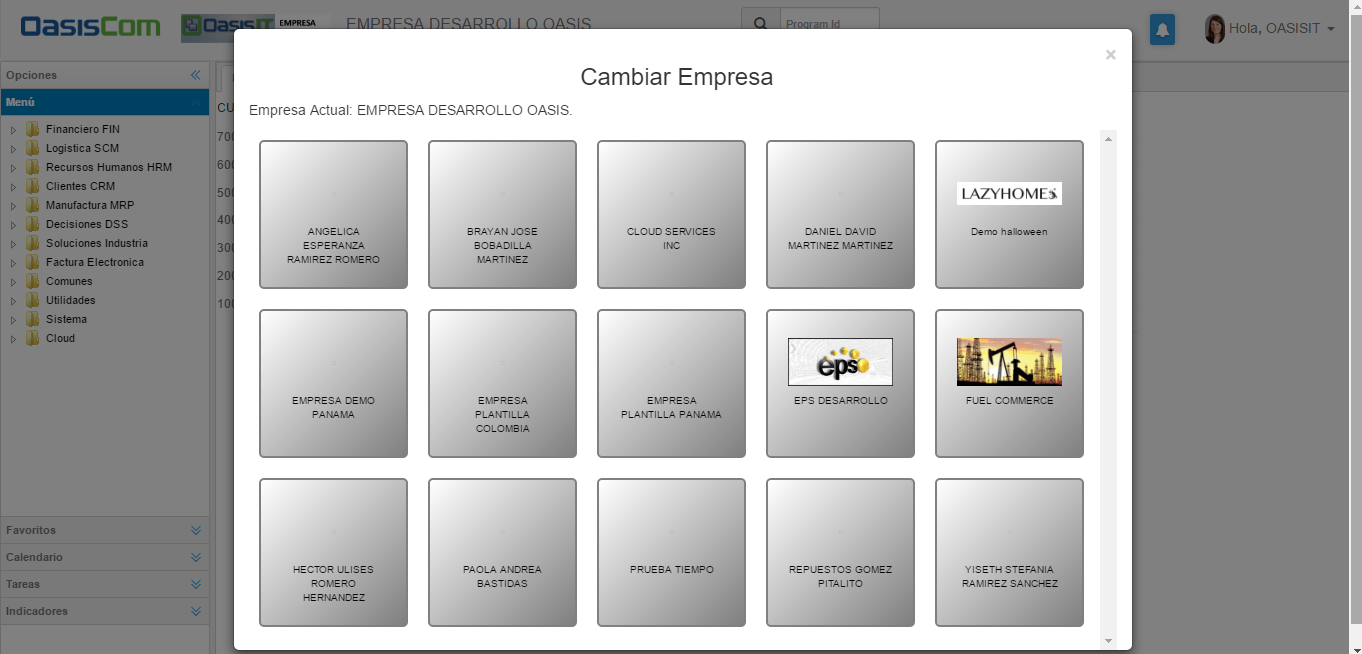 OasisCom
OasisIT
EMPRESA
EMPRESA DESARROLLO OASIS
Program Id
Hola, OASISIT
Opciones
Menú
Financiero FIN
Logistica SCM
Recursos Humanos HRM
Clientes CRM
Manufactura MRP
Decisiones DSS
Soluciones Industria
Factura Electronica
Comunes
Utilidades
Sistema
Cloud
Favoritos
Calendario
Tareas
Indicadores
CU
700
600
500
400
300
200
100
×
Cambiar Empresa
Empresa Actual: EMPRESA DESARROLLO OASIS.
ANGELICA
ESPERANZA
RAMIREZ ROMERO
BRAYAN JOSE
BOBADILLA
MARTINEZ
CLOUD SERVICES
INC
DANIEL DAVID
MARTINEZ MARTINEZ
LAZYHOMES
Demo halloween
EMPRESA DEMO
PANAMA
EMPRESA
PLANTILLA
COLOMBIA
EMPRESA
PLANTILLA PANAMA
eps
EPS DESARROLLO
FUEL COMMERCE
HECTOR ULISES
ROMERO
HERNANDEZ
PAOLA ANDREA
BASTIDAS
PRUEBA TIEMPO
REPUESTOS GOMEZ
PITALITO
YISETH STEFANIA
RAMIREZ SANCHEZ